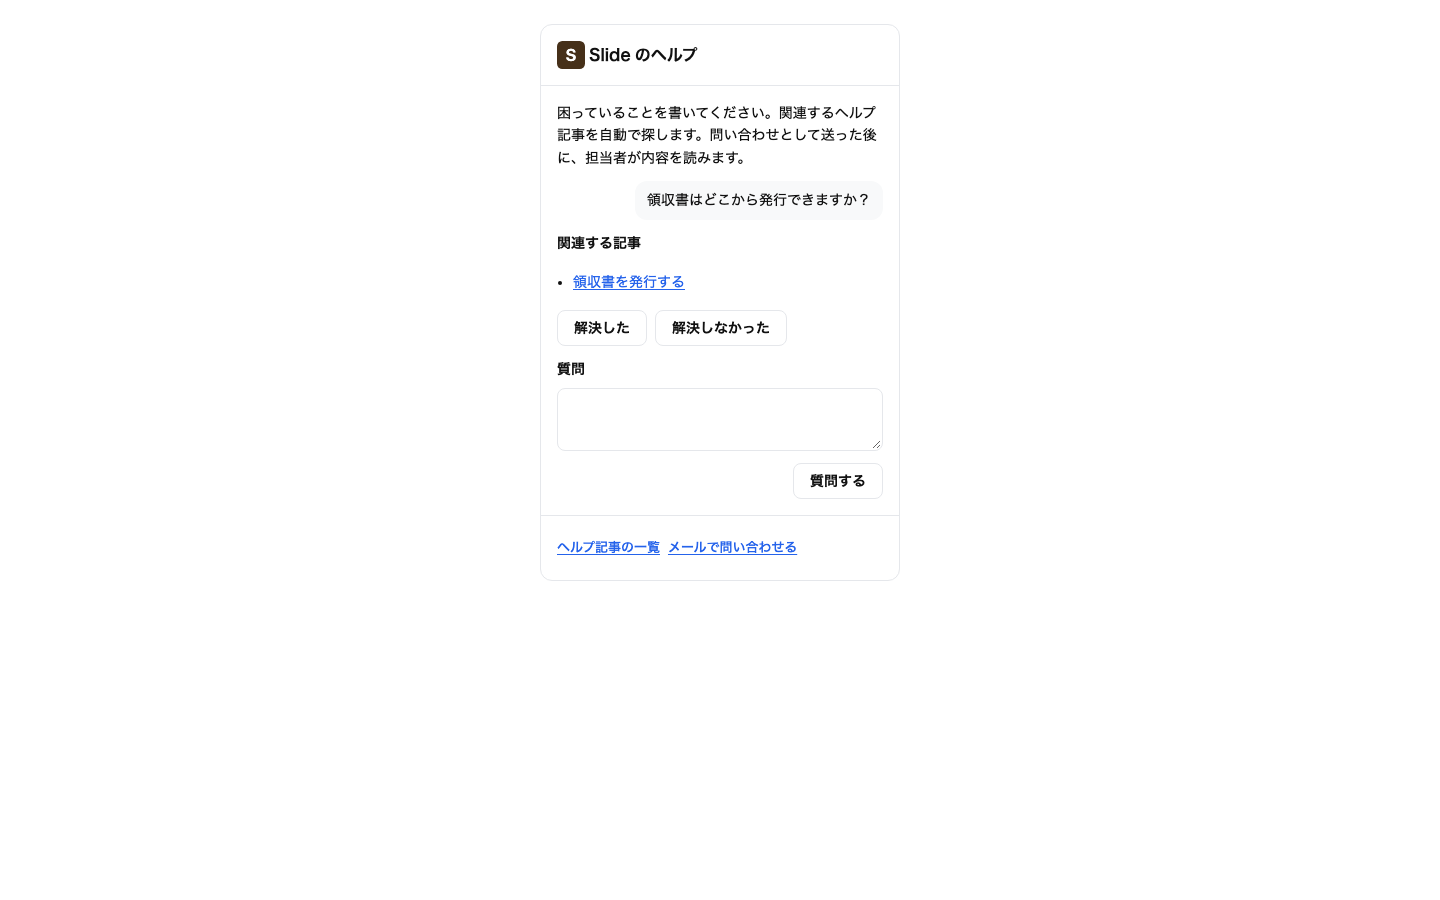 S Slide のヘルプ
困っていることを書いてください。関連するヘルプ
記事を自動で探します。問い合わせとして送った後
に、担当者が内容を読みます。
領収書はどこから発行できますか？
関連する記事
• 領収書を発行する
解決した 解決しなかった
質問
質問する
ヘルプ記事の一覧 メールで問い合わせる